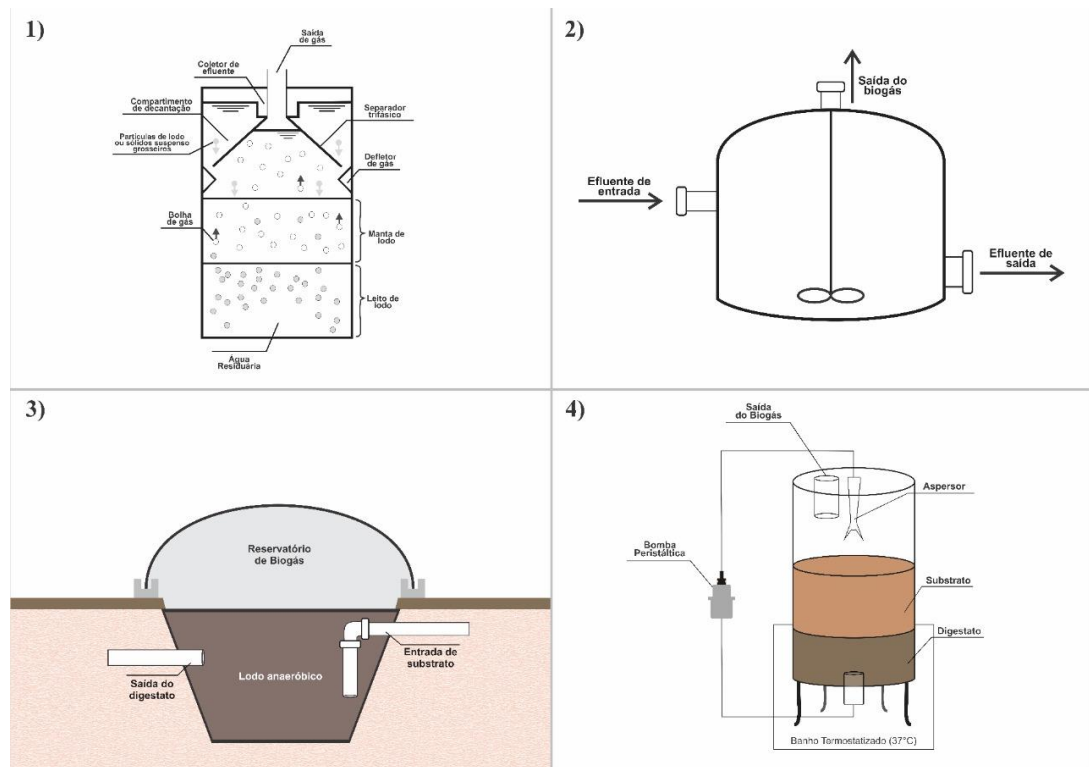 1)
Saída
de gás
Coletor de
efluente
Compartimento
de decantação
Separador
trifásico
Partículas de lodo
ou sólidos suspenso
grosseiros
Defletor
de gás
Bolha
de gás
Manta de
lodo
Leito de
lodo
Água
Residuária
2)
Saída do
biogás
Efluente de
entrada
Efluente de
saída
3)
Reservatório
de Biogás
Entrada de
substrato
Saída do
digestato
Lodo anaeróbico
4)
Saída
do Biogás
Aspersor
Bomba
Peristáltica
Substrato
Digestato
Banho Termostatizado (37°C)